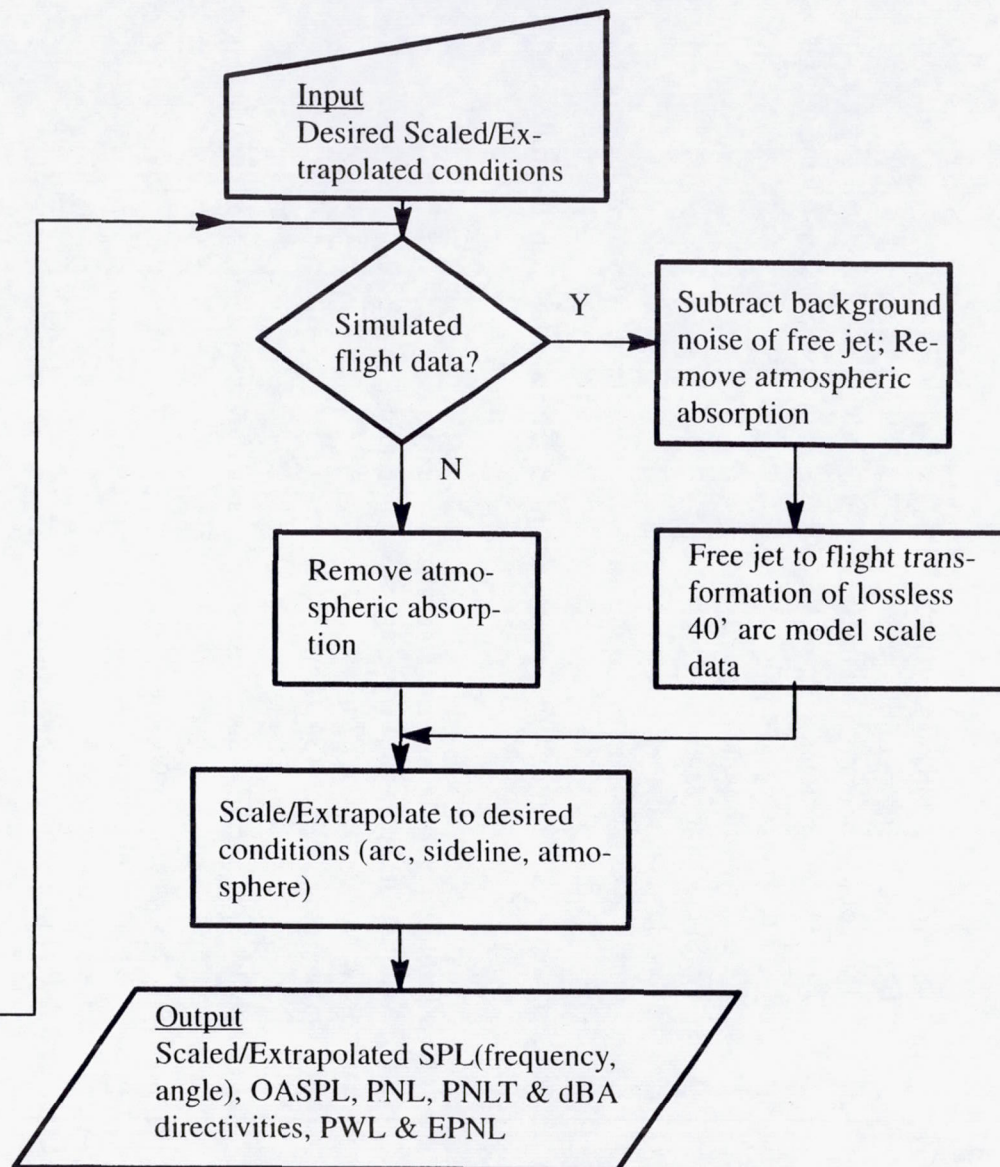 Input
Desired Scaled/Ex-
trapolated conditions
Simulated
flight data?
Y
N
Subtract background
noise of free jet; Re-
move atmospheric
absorption
Remove atmo-
spheric absorp-
tion
Free jet to flight trans-
formation of lossless
40' arc model scale
data
Scale/Extrapolate to desired
conditions (arc, sideline, atmo-
sphere)
Output
Scaled/Extrapolated SPL(frequency,
angle), OASPL, PNL, PNLT & dBA
directivities, PWL & EPNL